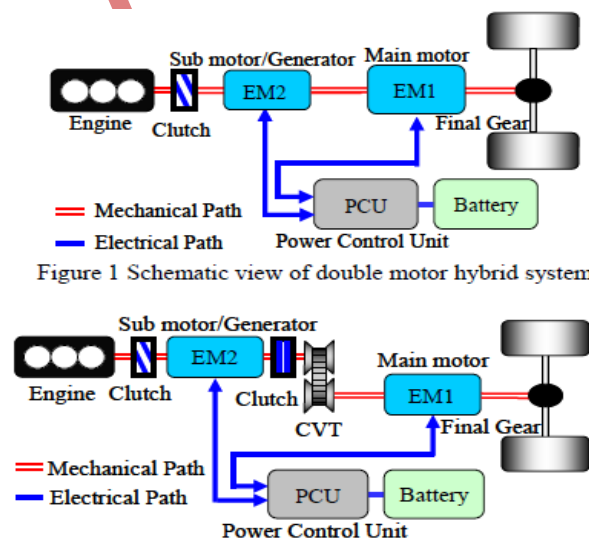 Sub motor/Generator
Main motor
EM2
EM1
Engine
Clutch
Final Gear
Mechanical Path
PCU
Battery
Electrical Path
Power Control Unit
Figure 1 Schematic view of double motor hybrid system
Sub motor/Generator
EM2
Main motor
Engine
Clutch
Clutch
EM1
CVT
Final Gear
Mechanical Path
Electrical Path
PCU
Battery
Power Control Unit